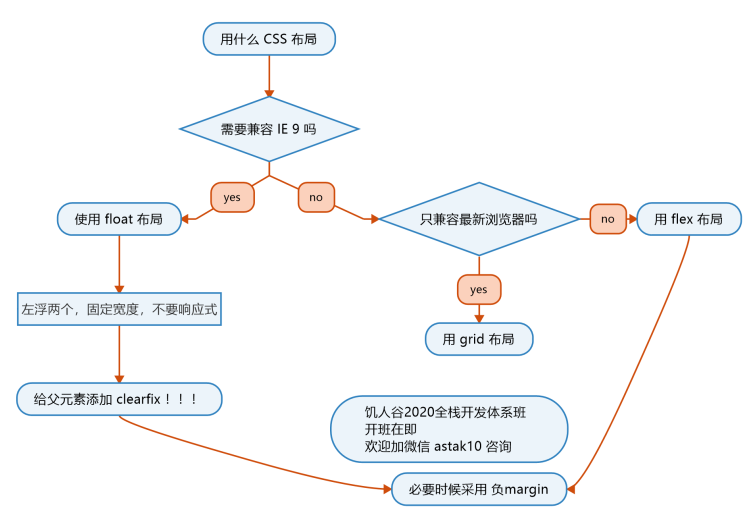 用什么 CSS 布局
需要兼容 IE 9 吗
yes
no
使用 float 布局
只兼容最新浏览器吗
no
用 flex 布局
yes
左浮两个，固定宽度，不要响应式
用 grid 布局
给父元素添加 clearfix！！！
饥人谷2020全栈开发体系班
开班在即
欢迎加微信 astak10 咨询
必要时候采用 负margin